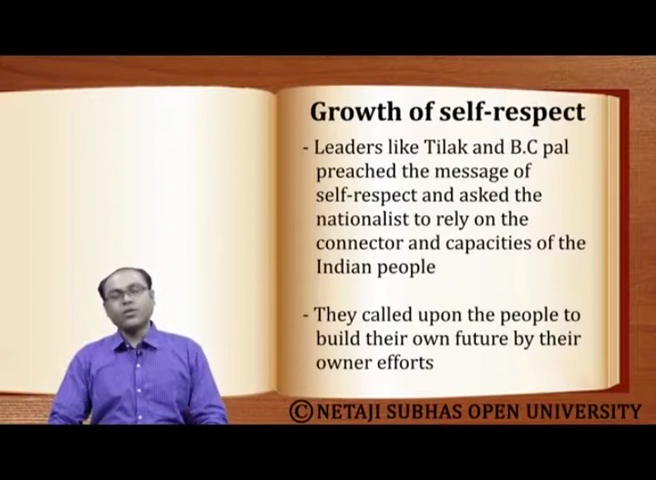 Growth of self-respect
- Leaders like Tilak and B.C pal
preached the message of
self-respect and asked the
nationalist to rely on the
connector and capacities of the
Indian people
- They called upon the people to
build their own future by their
owner efforts
© NETAJI SUBHAS OPEN UNIVERSITY